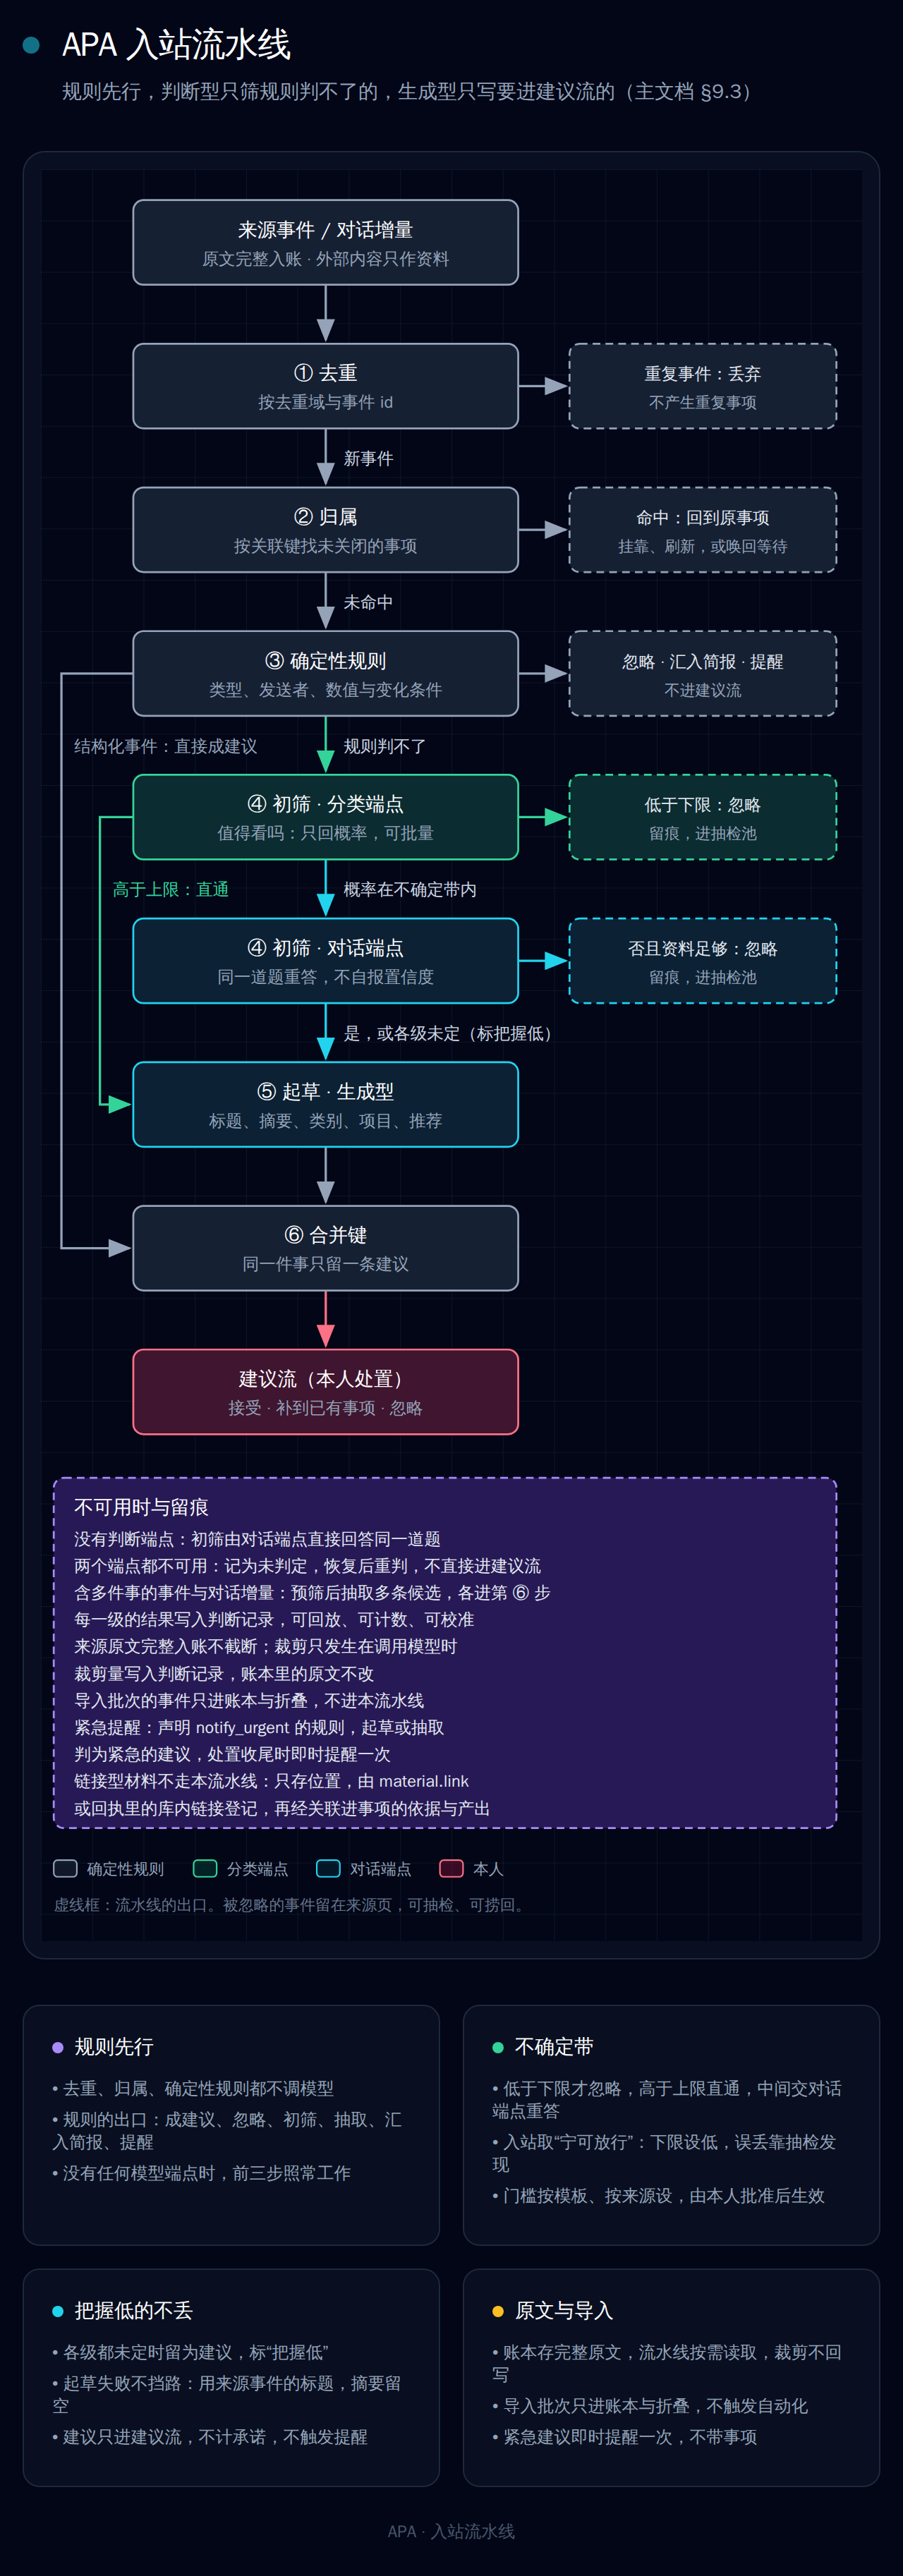 APA 入站流水线
规则先行，判断型只筛规则判不了的，生成型只写要进建议流的（主文档 §9.3）
来源事件 / 对话增量
原文完整入账 · 外部内容只作资料
① 去重
按去重域与事件 id
重复事件：丢弃
不产生重复事项
新事件
② 归属
按关联键找未关闭的事项
命中：回到原事项
挂靠、刷新，或唤回等待
未命中
③ 确定性规则
类型、发送者、数值与变化条件
忽略 · 汇入简报 · 提醒
不进建议流
结构化事件：直接成建议
规则判不了
④ 初筛 · 分类端点
值得看吗：只回概率，可批量
低于下限：忽略
留痕，进抽检池
高于上限：直通
概率在不确定带内
④ 初筛 · 对话端点
同一道题重答，不自报置信度
否且资料足够：忽略
留痕，进抽检池
是，或各级未定（标把握低）
⑤ 起草 · 生成型
标题、摘要、类别、项目、推荐
⑥ 合并键
同一件事只留一条建议
建议流（本人处置）
接受 · 补到已有事项 · 忽略
不可用时与留痕
没有判断端点：初筛由对话端点直接回答同一道题
两个端点都不可用：记为未判定，恢复后重判，不直接进建议流
含多件事的事件与对话增量：预筛后抽取多条候选，各进第 ⑥ 步
每一级的结果写入判断记录，可回放、可计数、可校准
来源原文完整入账不截断；裁剪只发生在调用模型时
裁剪量写入判断记录，账本里的原文不改
导入批次的事件只进账本与折叠，不进本流水线
紧急提醒：声明 notify_urgent 的规则，起草或抽取
判为紧急的建议，处置收尾时即时提醒一次
链接型材料不走本流水线：只存位置，由 material.link
或回执里的库内链接登记，再经关联进事项的依据与产出
确定性规则
分类端点
对话端点
本人
虚线框：流水线的出口。被忽略的事件留在来源页，可抽检、可捞回。
规则先行
• 去重、归属、确定性规则都不调模型
• 规则的出口：成建议、忽略、初筛、抽取、汇
入简报、提醒
• 没有任何模型端点时，前三步照常工作
不确定带
• 低于下限才忽略，高于上限直通，中间交对话
端点重答
• 入站取“宁可放行”：下限设低，误丢靠抽检发
现
• 门槛按模板、按来源设，由本人批准后生效
把握低的不丢
• 各级都未定时留为建议，标“把握低”
• 起草失败不挡路：用来源事件的标题，摘要留
空
• 建议只进建议流，不计承诺，不触发提醒
原文与导入
• 账本存完整原文，流水线按需读取，裁剪不回
写
• 导入批次只进账本与折叠，不触发自动化
• 紧急建议即时提醒一次，不带事项
APA · 入站流水线